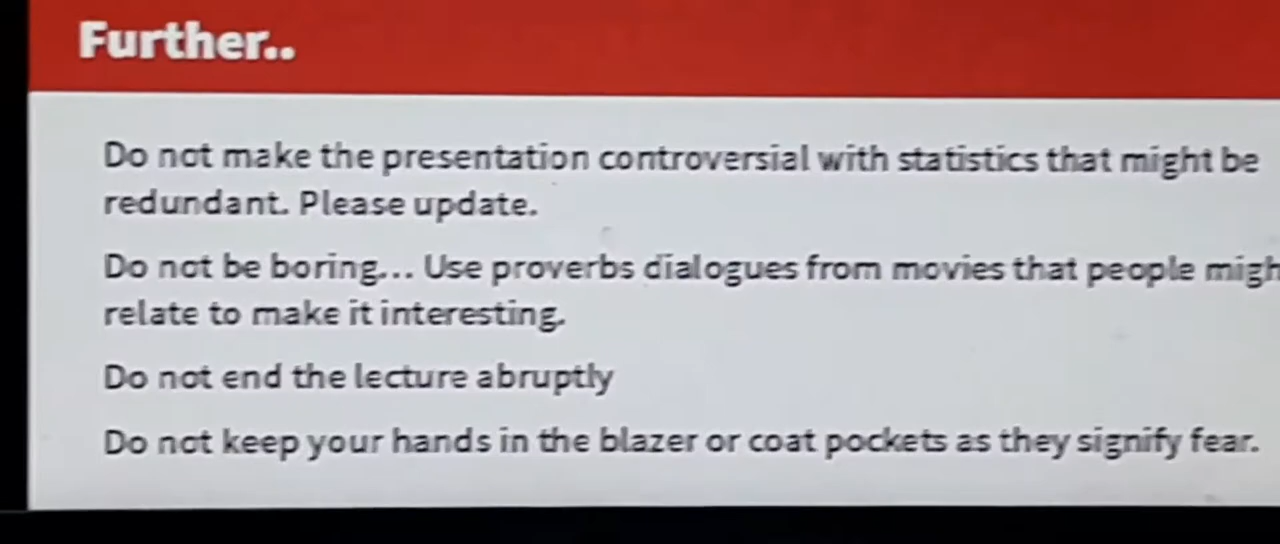 Further..
Do not make the presentation controversial with statistics that might be
redundant. Please update.
Do not be boring... Use proverbs dialogues from movies that people migh
relate to make it interesting.
Do not end the lecture abruptly
Do not keep your hands in the blazer or coat pockets as they signify fear.